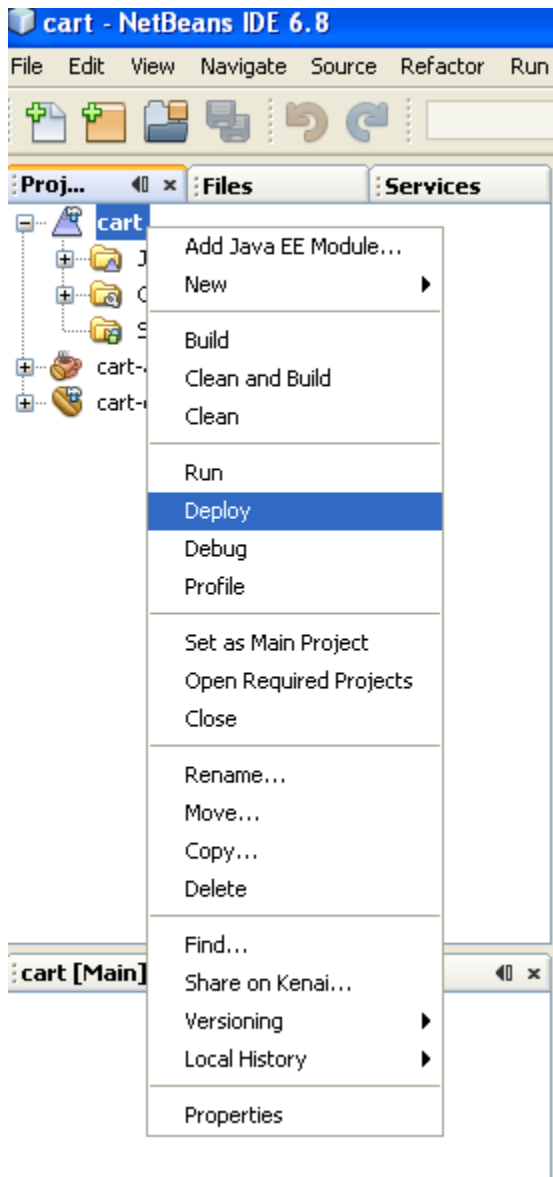 cart - NetBeans IDE 6.8
File Edit View Navigate Source Refactor Run
Proj... Files Services
cart
Add Java EE Module...
New
Build
Clean and Build
Clean
cart-
cart-
Run
Deploy
Debug
Profile
Set as Main Project
Open Required Projects
Close
Rename...
Move...
Copy...
Delete
Find...
cart [Main]
Share on Kenai...
Versioning
Local History
Properties